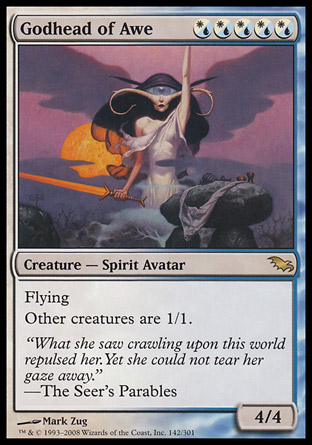 Godhead of Awe
Creature — Spirit Avatar
Flying
Other creatures are 1/1.
“What she saw crawling upon this world
repulsed her. Yet she could not tear her
gaze away.”
—The Seer’s Parables
Mark Zug
4/4
™ & © 1993–2008 Wizards of the Coast, Inc. 142/301